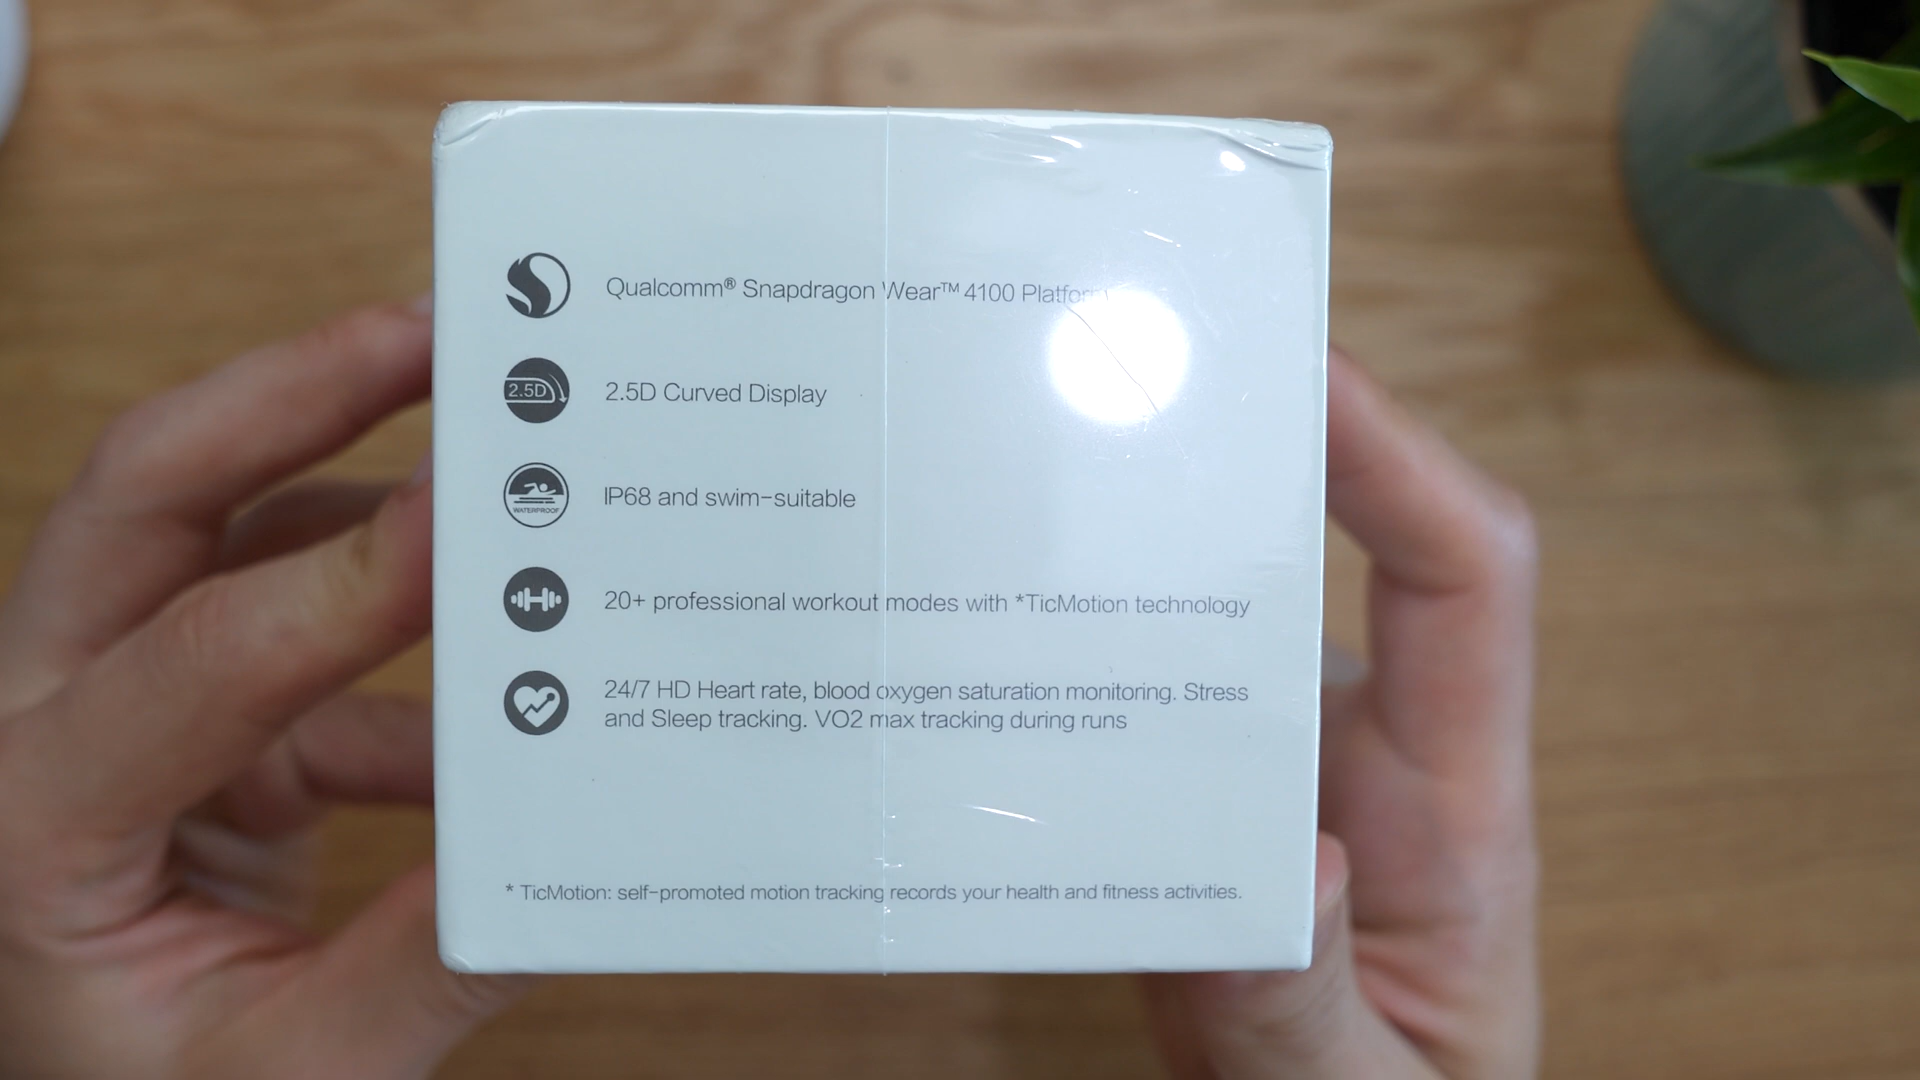 Qualcomm® Snapdragon Wear™ 4100 Platform
2.5D
2.5D Curved Display
WATERPROOF
IP68 and swim-suitable
20+ professional workout modes with *TicMotion technology
24/7 HD Heart rate, blood oxygen saturation monitoring. Stress
and Sleep tracking. VO2 max tracking during runs
* TicMotion: self-promoted motion tracking records your health and fitness activities.